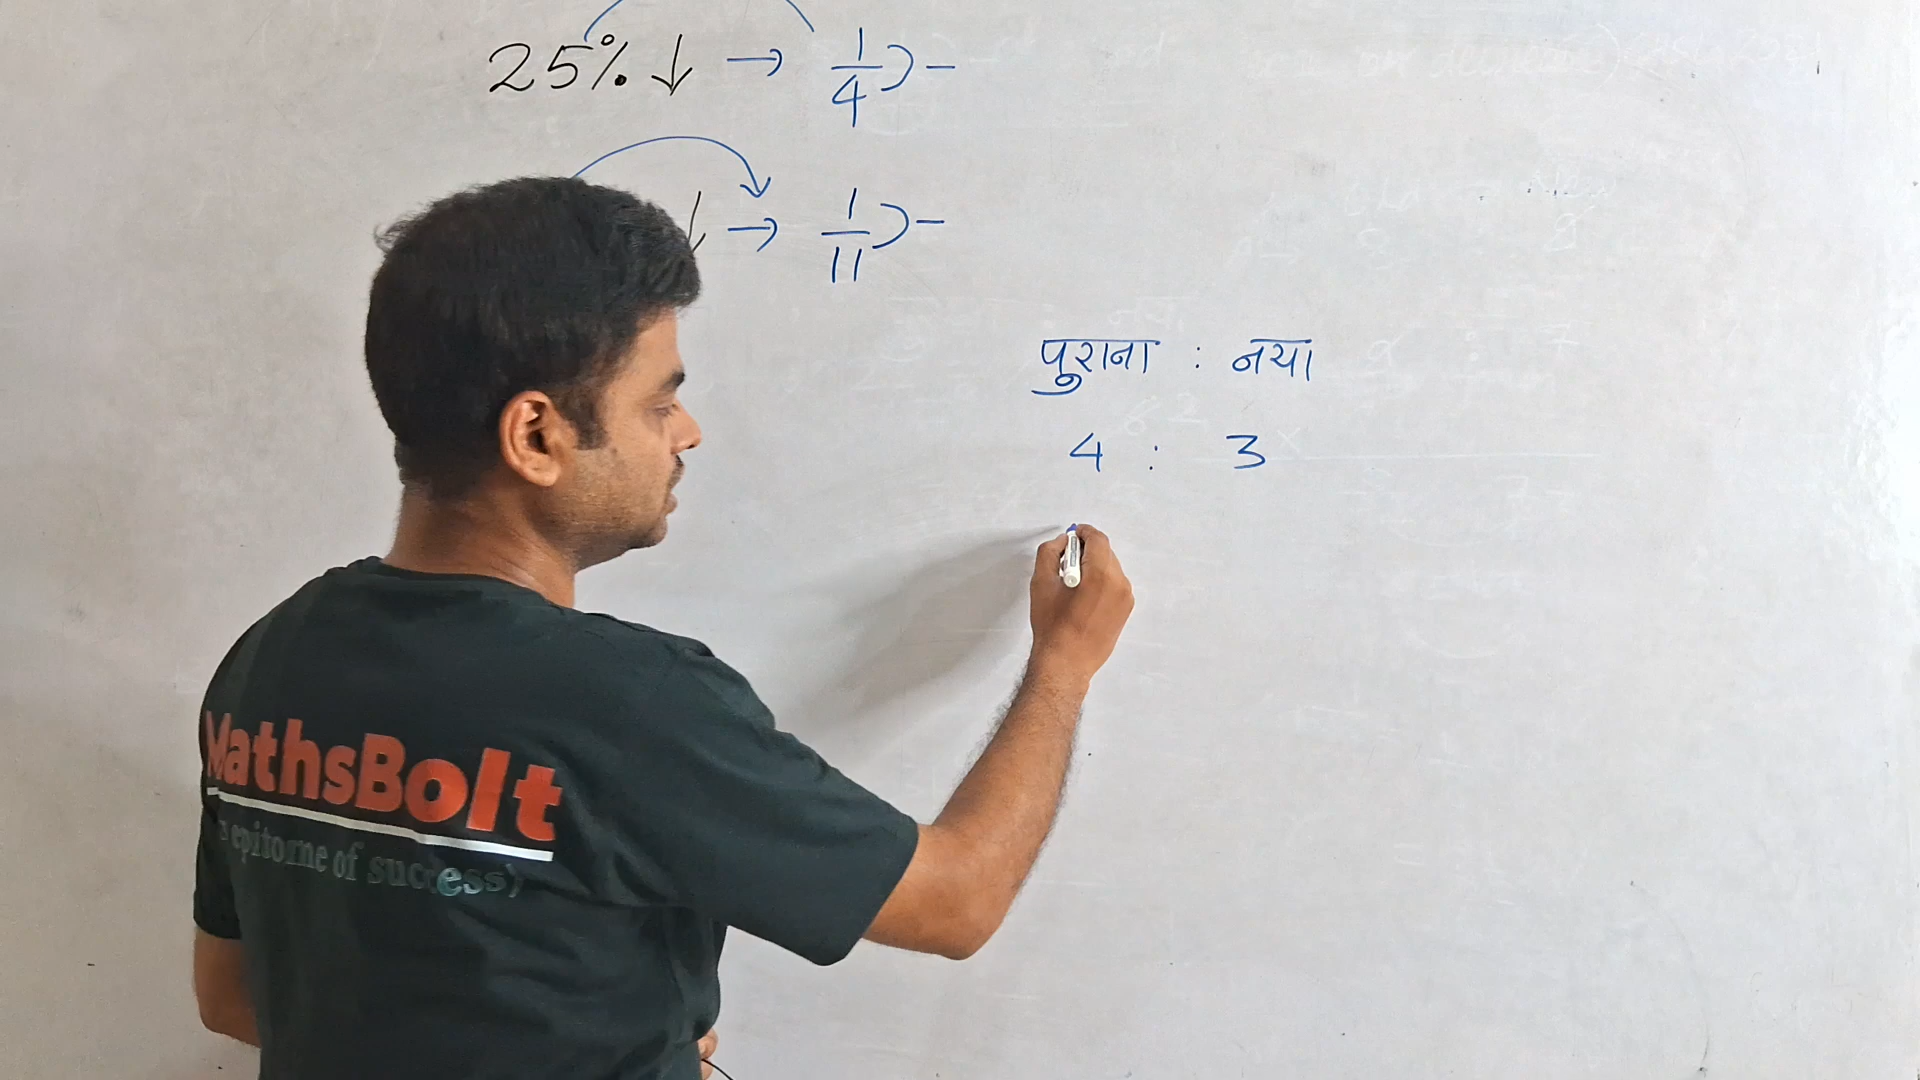 25% ↓ → 1/4 ) -
↓ → 1/11 ) -
पुराना : नया
4 : 3
MathsBolt
epitome of success)